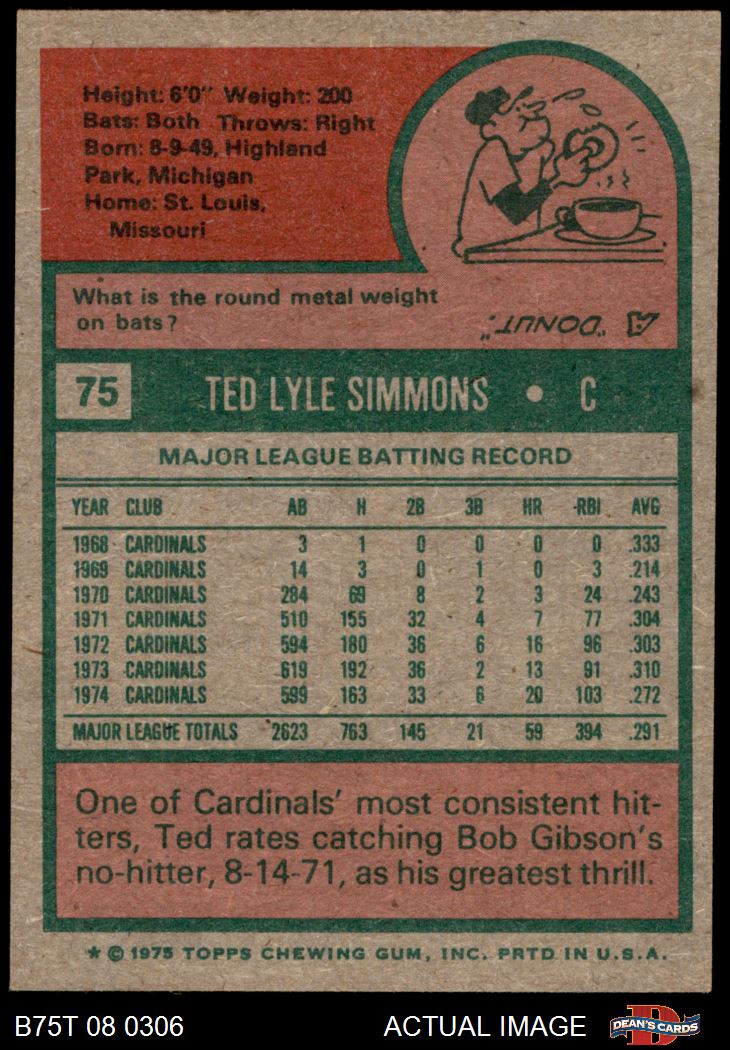 Height: 6'0" Weight: 200
Bats: Both Throws: Right
Born: 8-9-49, Highland
Park, Michigan
Home: St. Louis,
Missouri
What is the round metal weight
on bats?
A "DONUT".
75 TED LYLE SIMMONS • C
MAJOR LEAGUE BATTING RECORD
YEAR CLUB AB H 2B 3B HR RBI AVG
1968 CARDINALS 3 1 0 0 0 0 .333
1969 CARDINALS 14 3 0 1 0 3 .214
1970 CARDINALS 284 69 8 2 3 24 .243
1971 CARDINALS 510 155 32 4 7 77 .304
1972 CARDINALS 594 180 36 6 16 96 .303
1973 CARDINALS 619 192 36 2 13 91 .310
1974 CARDINALS 599 163 33 6 20 103 .272
MAJOR LEAGUE TOTALS 2623 763 145 21 59 394 .291
One of Cardinals' most consistent hit-
ters, Ted rates catching Bob Gibson's
no-hitter, 8-14-71, as his greatest thrill.
* © 1975 TOPPS CHEWING GUM, INC. PRTD IN U.S.A.
B75T 08 0306 ACTUAL IMAGE DEAN'S CARDS